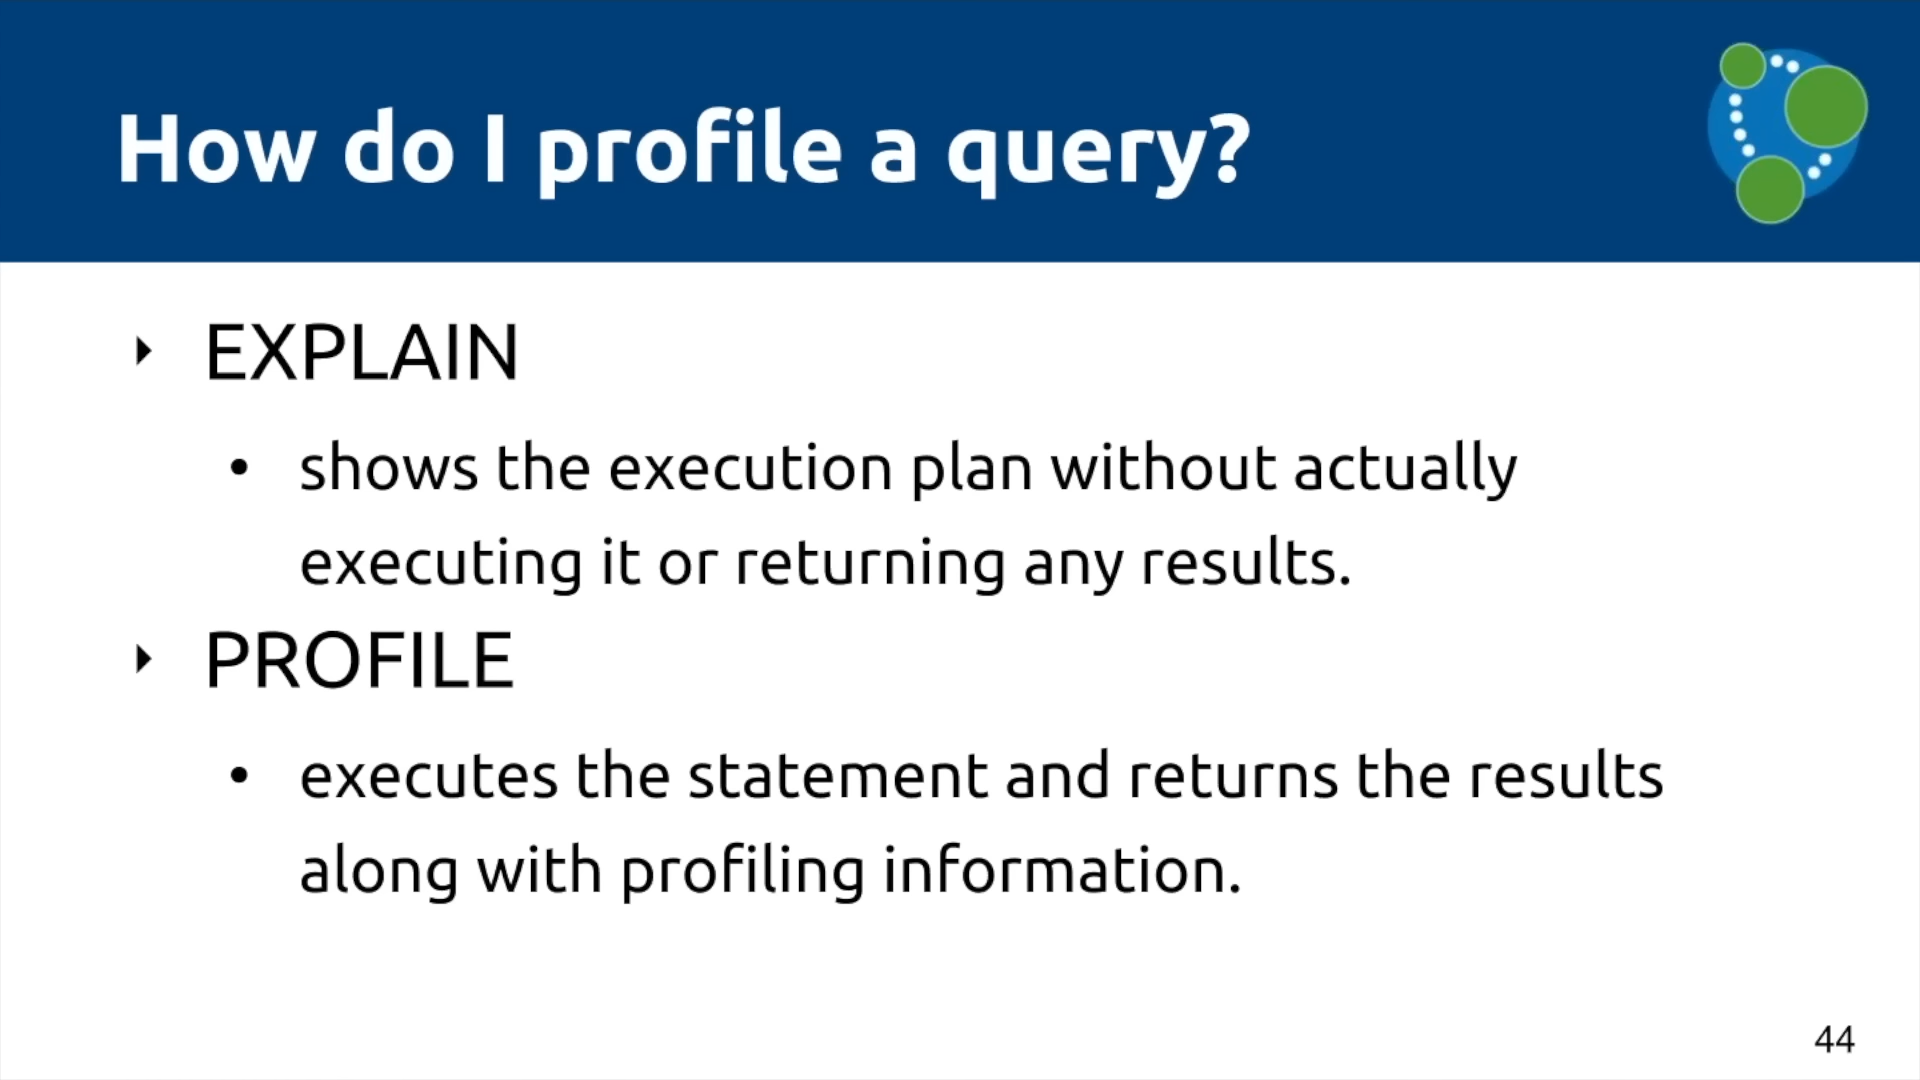 How do I profile a query?
‣ EXPLAIN
• shows the execution plan without actually
executing it or returning any results.
‣ PROFILE
• executes the statement and returns the results
along with profiling information.
44